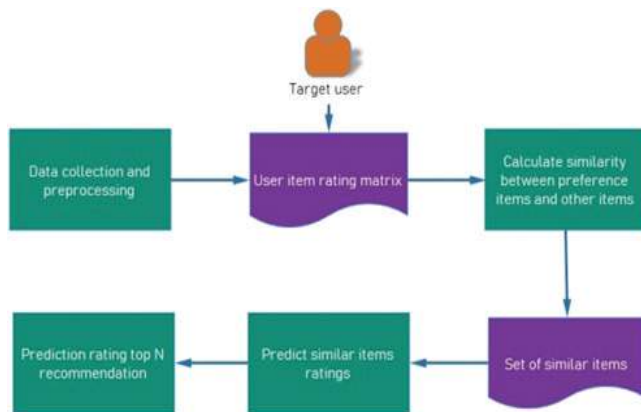 Target user
Data collection and
preprocessing
User item rating matrix
Calculate similarity
between preference
items and other items
Prediction rating top N
recommendation
Predict similar items
ratings
Set of similar items